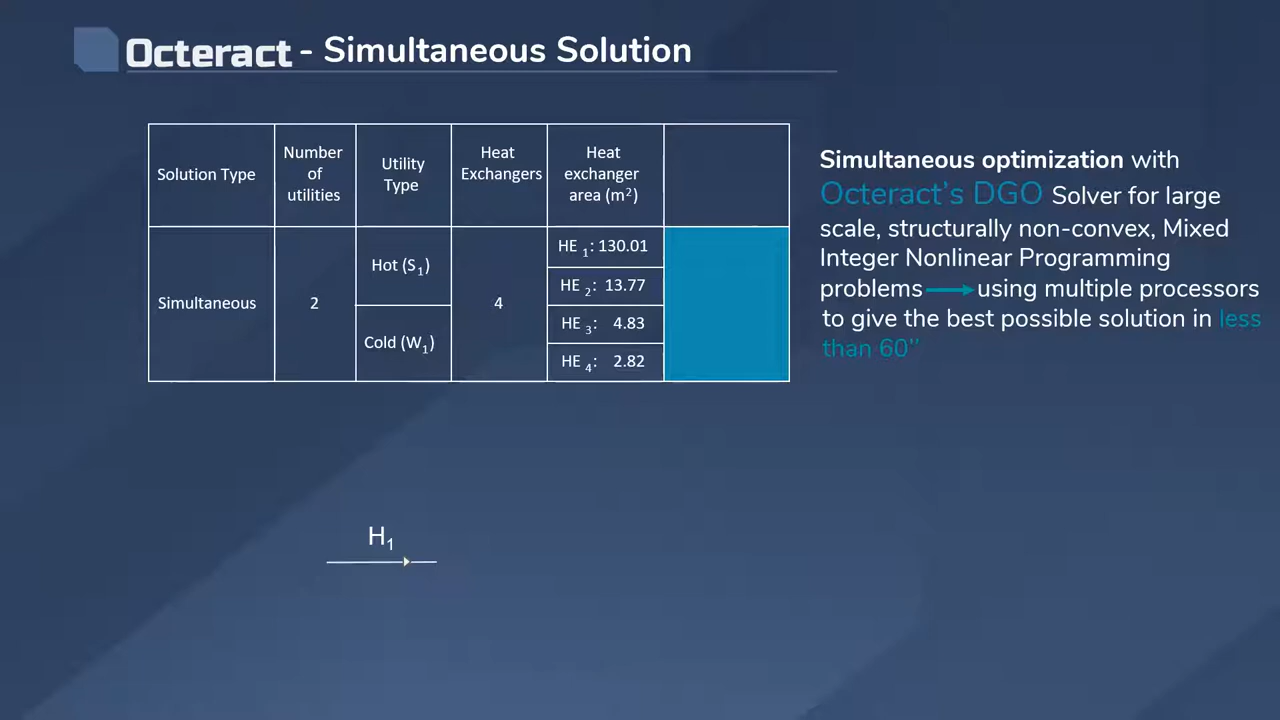 Octeract - Simultaneous Solution
Solution Type
Number of utilities
Utility Type
Heat Exchangers
Heat exchanger area (m²)
Simultaneous
2
Hot (S₁)
Cold (W₁)
4
HE ₁: 130.01
HE ₂: 13.77
HE ₃: 4.83
HE ₄: 2.82
Simultaneous optimization with
Octeract's DGO Solver for large
scale, structurally non-convex, Mixed
Integer Nonlinear Programming
problems → using multiple processors
to give the best possible solution in less
than 60’’
H₁